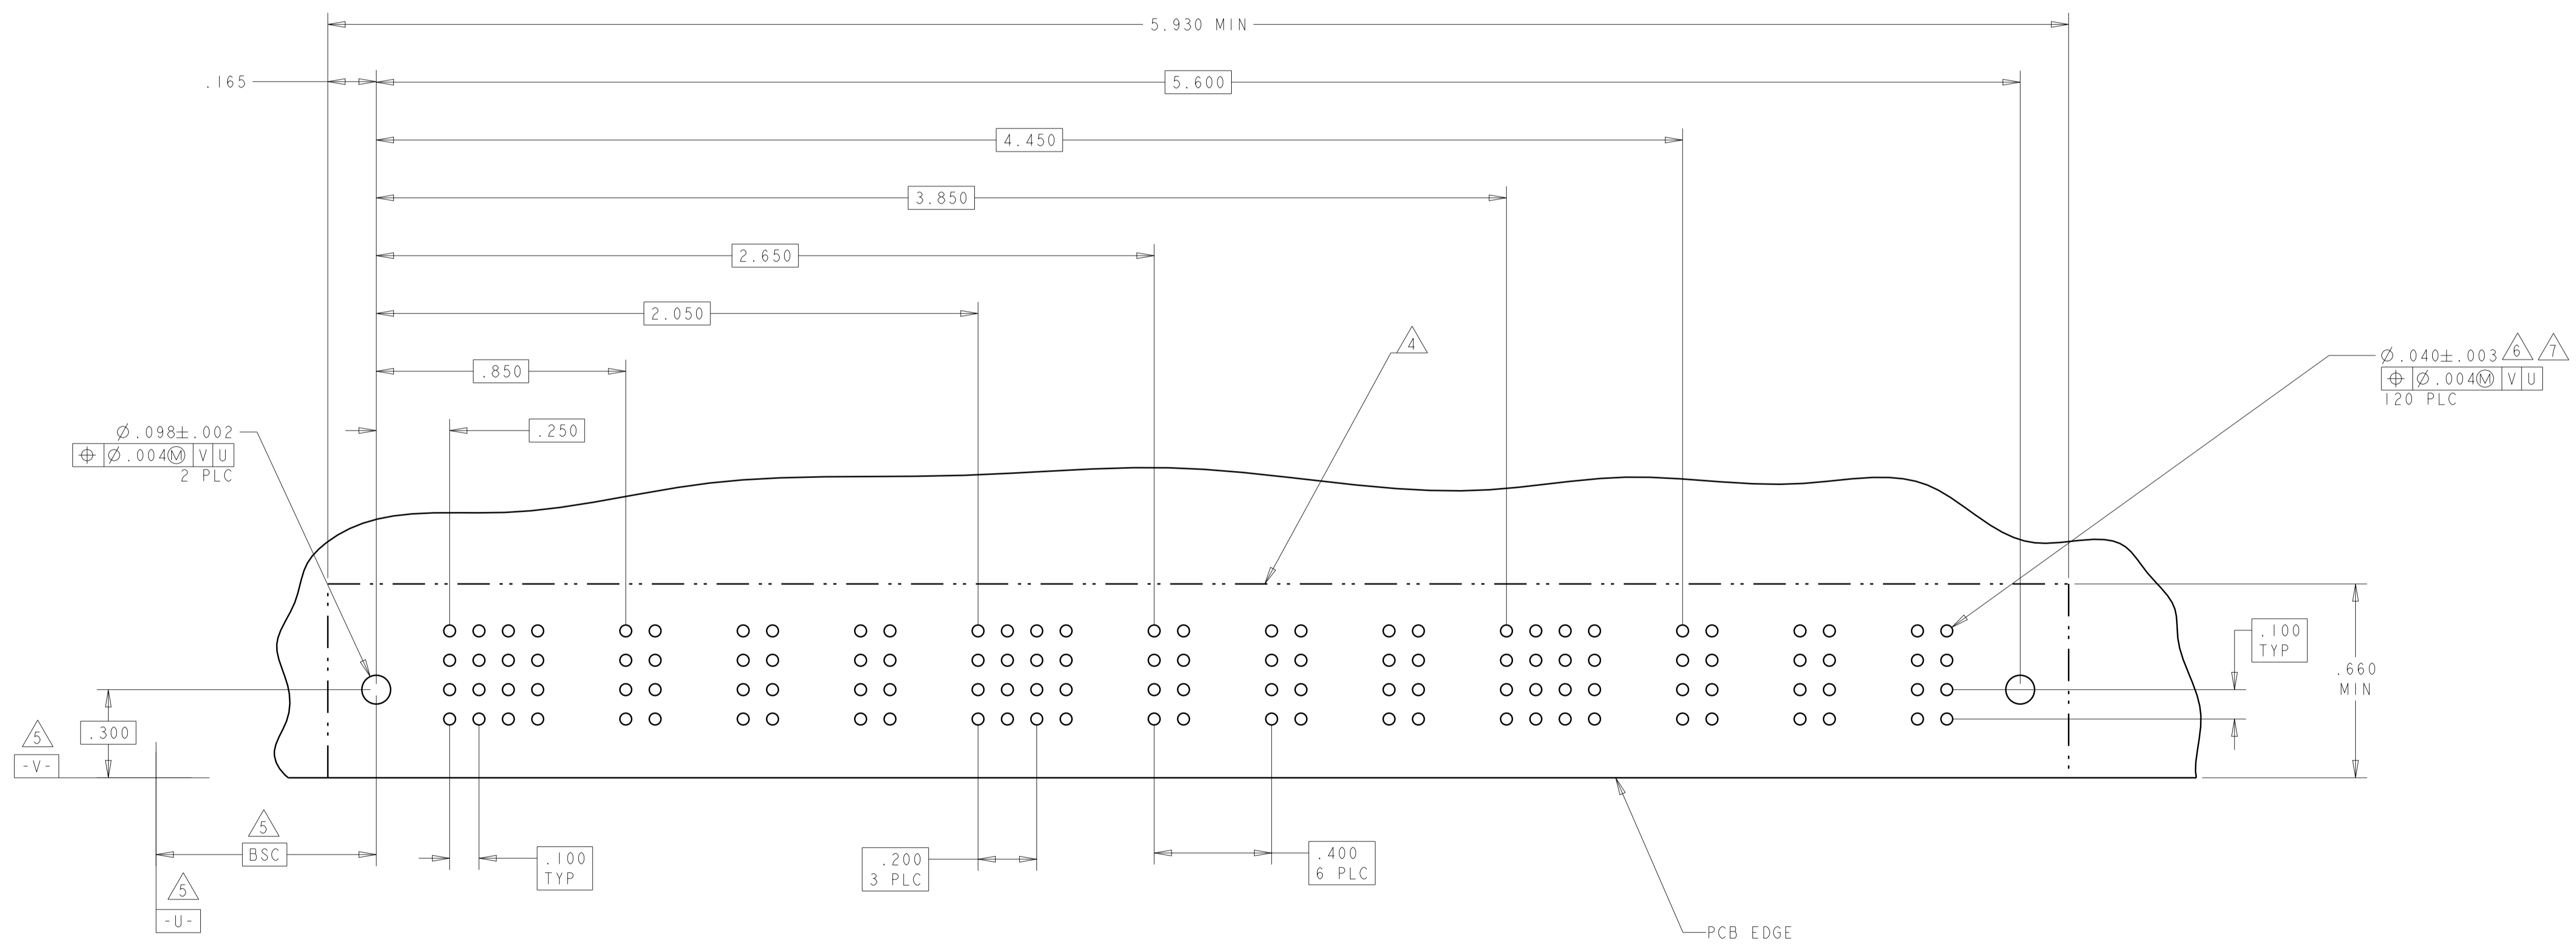 5.930 MIN
.165
5.600
4.450
3.850
2.650
2.050
4
.850
⌀.040±.003 6 7
⌖ ⌀.004Ⓜ V U
120 PLC
.250
⌀.098±.002
⌖ ⌀.004Ⓜ V U
2 PLC
.100
TYP
.660
MIN
5
-V-
.300
5
BSC
5
-U-
.100
TYP
.200
3 PLC
.400
6 PLC
PCB EDGE